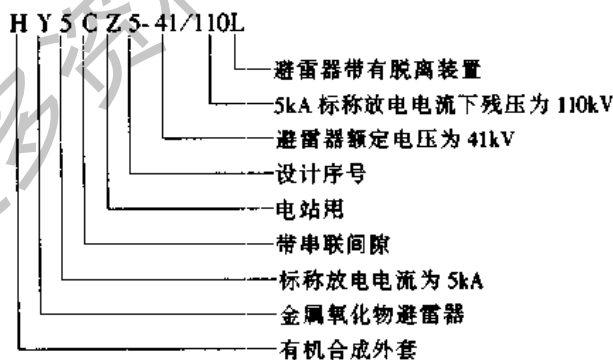 HY5CZ5-41/110L
避雷器带有脱离装置
5kA 标称放电电流下残压为 110kV
避雷器额定电压为 41kV
设计序号
电站用
带串联间隙
标称放电电流为 5kA
金属氧化物避雷器
有机合成外套